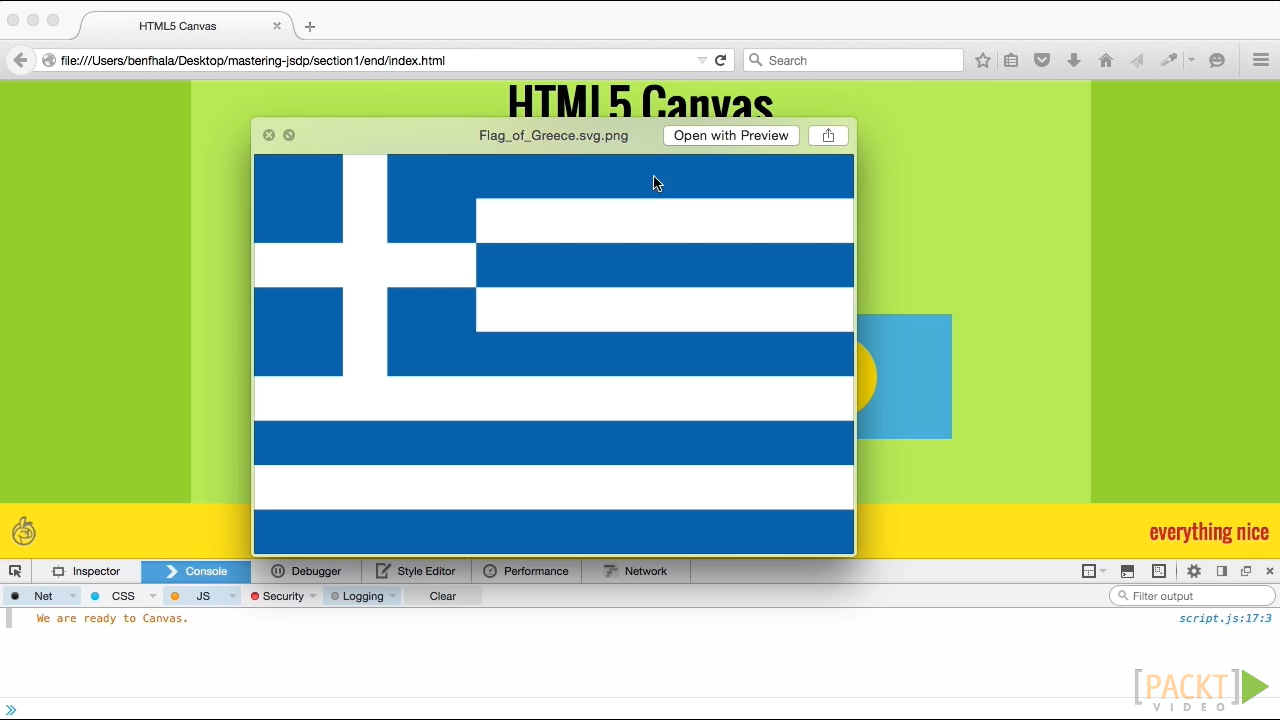 HTML5 Canvas
file:///Users/benfhala/Desktop/mastering-jsdp/section1/end/index.html
Search
HTML5 Canvas
Flag_of_Greece.svg.png
Open with Preview
everything nice
Inspector
Console
Debugger
Style Editor
Performance
Network
Net
CSS
JS
Security
Logging
Clear
Filter output
We are ready to Canvas.
script.js:17:3
[PACKT]
VIDEO